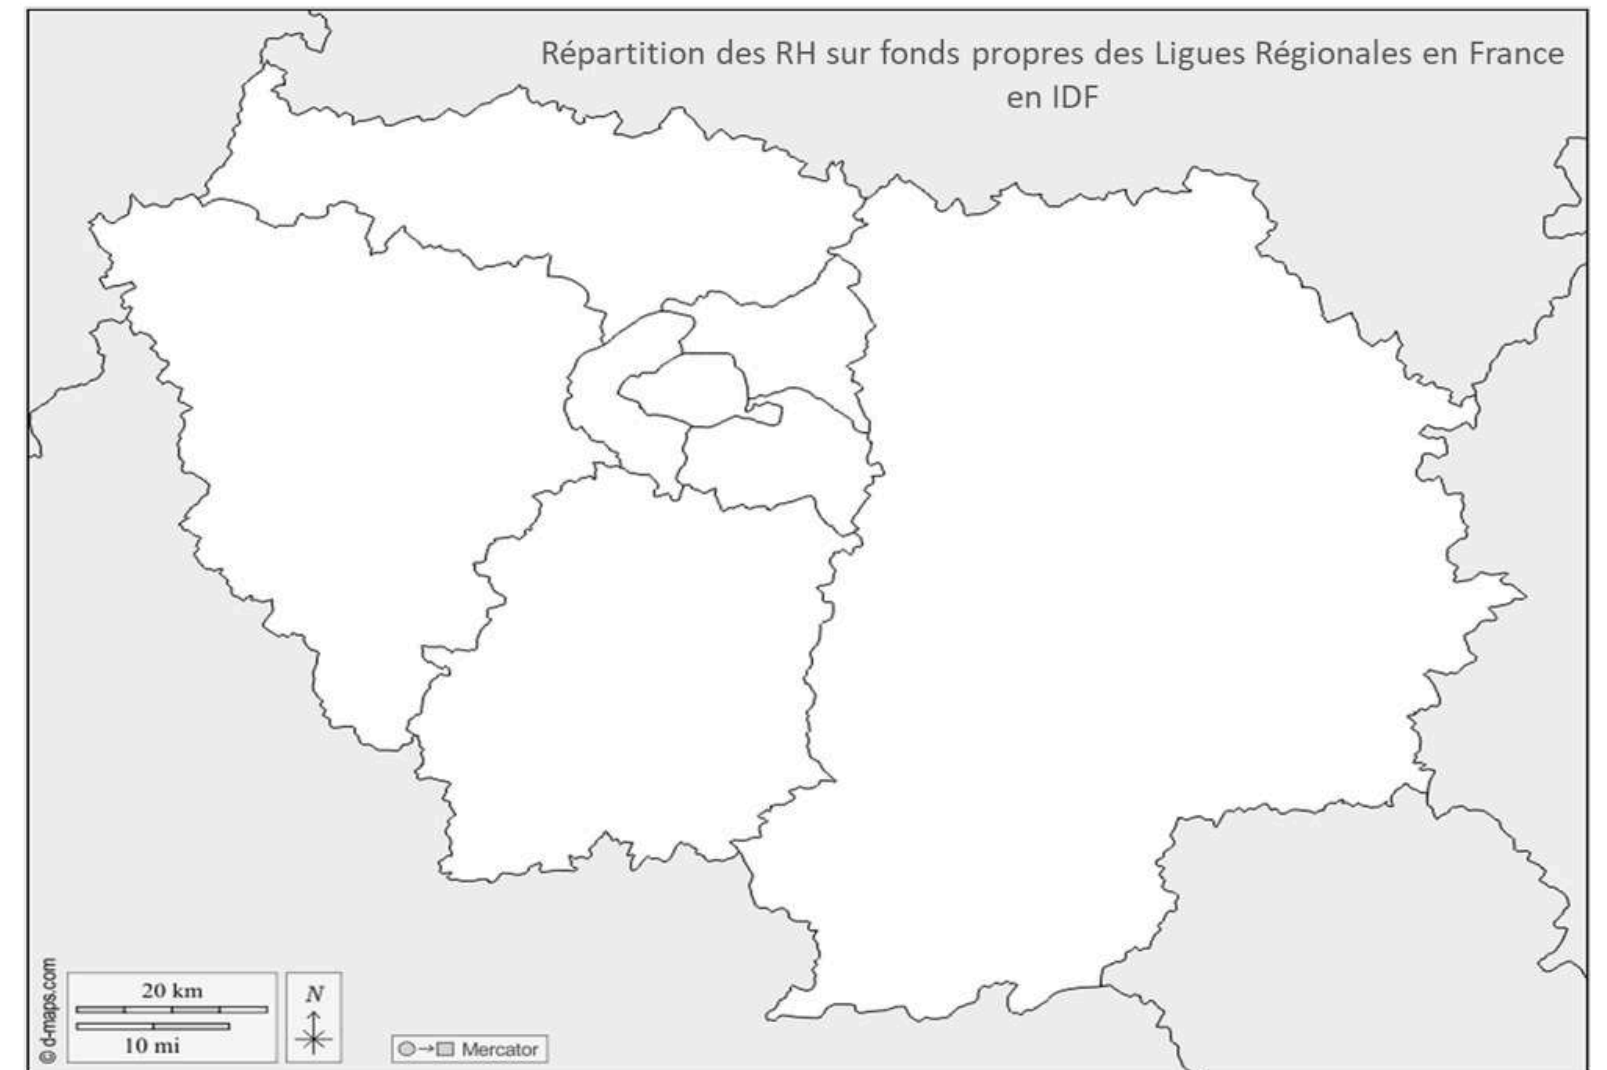 Répartition des RH sur fonds propres des Ligues Régionales en France
en IDF
© d-maps.com
20 km
10 mi
N
Mercator